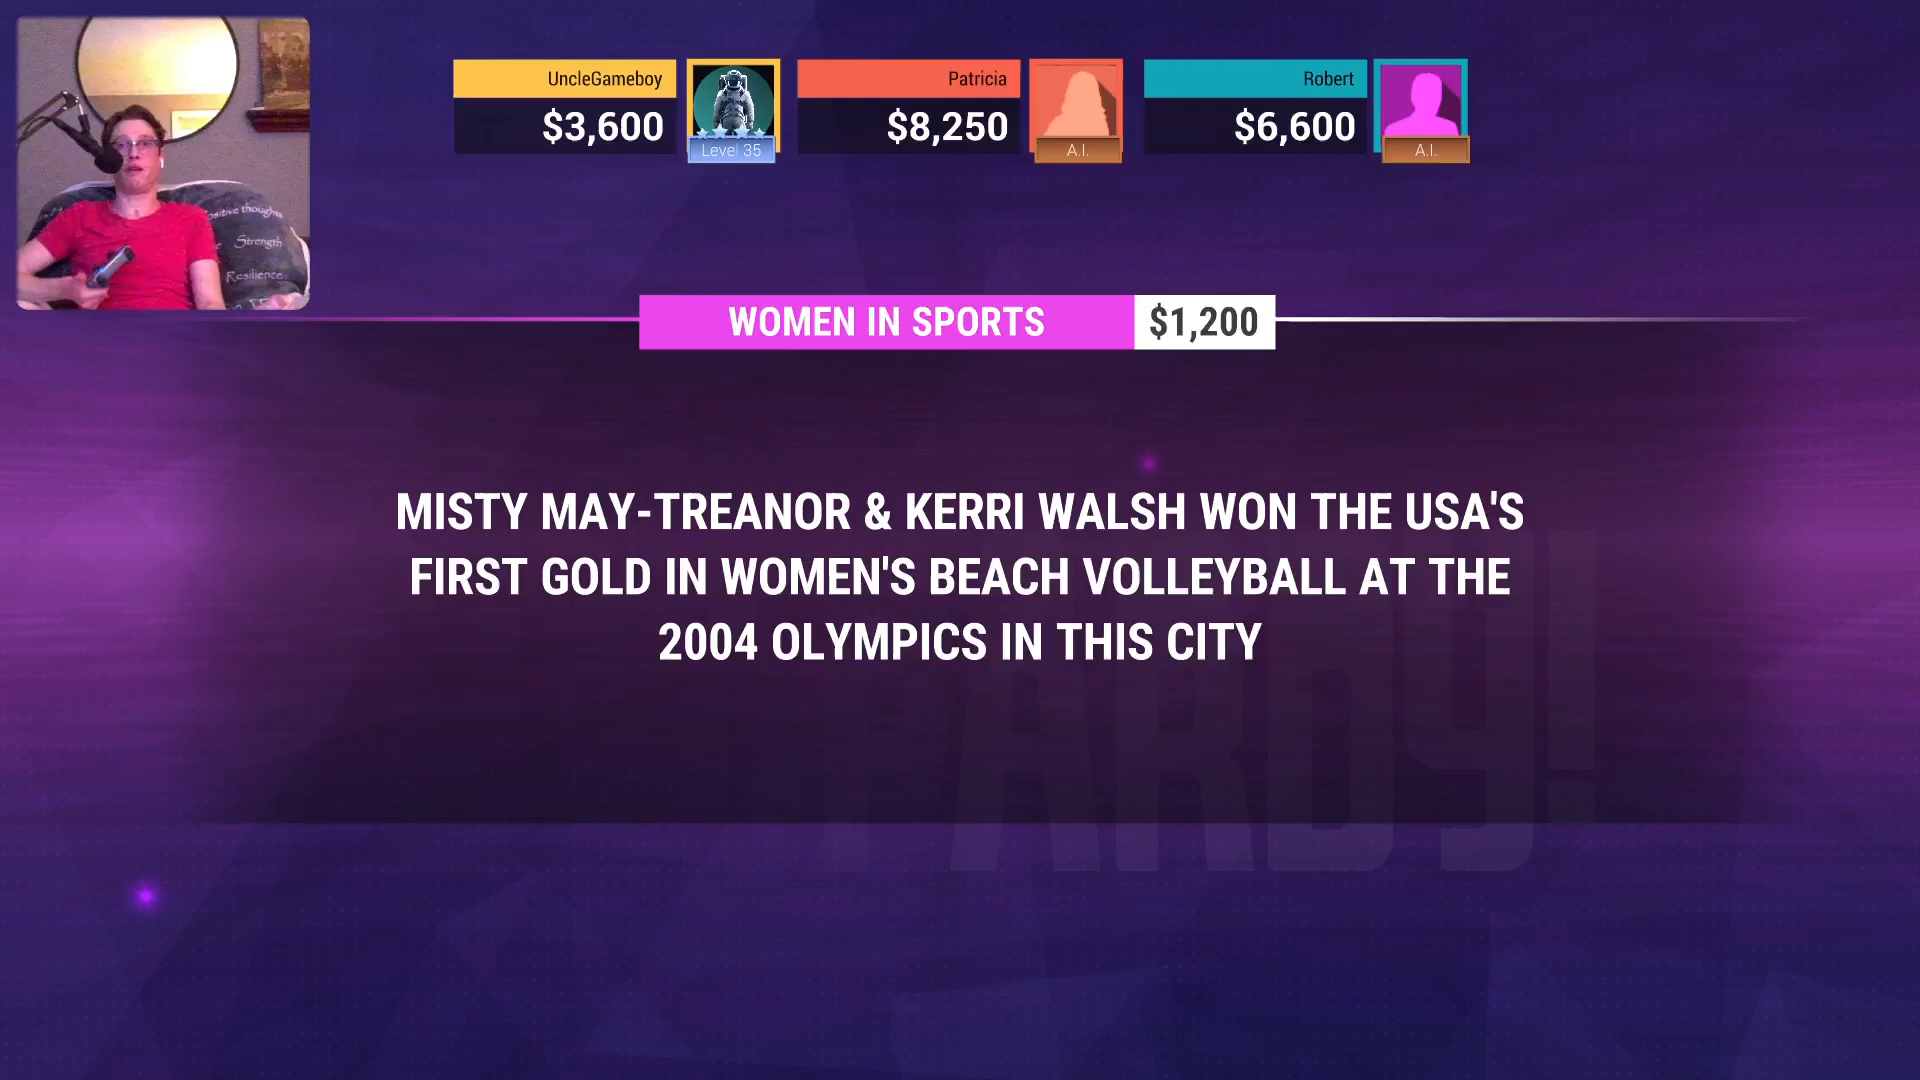 UncleGameboy
$3,600
Level 35
Patricia
$8,250
A.I.
Robert
$6,600
A.I.
Strength
Resilience
WOMEN IN SPORTS $1,200
MISTY MAY-TREANOR & KERRI WALSH WON THE USA'S
FIRST GOLD IN WOMEN'S BEACH VOLLEYBALL AT THE
2004 OLYMPICS IN THIS CITY
PARDY!